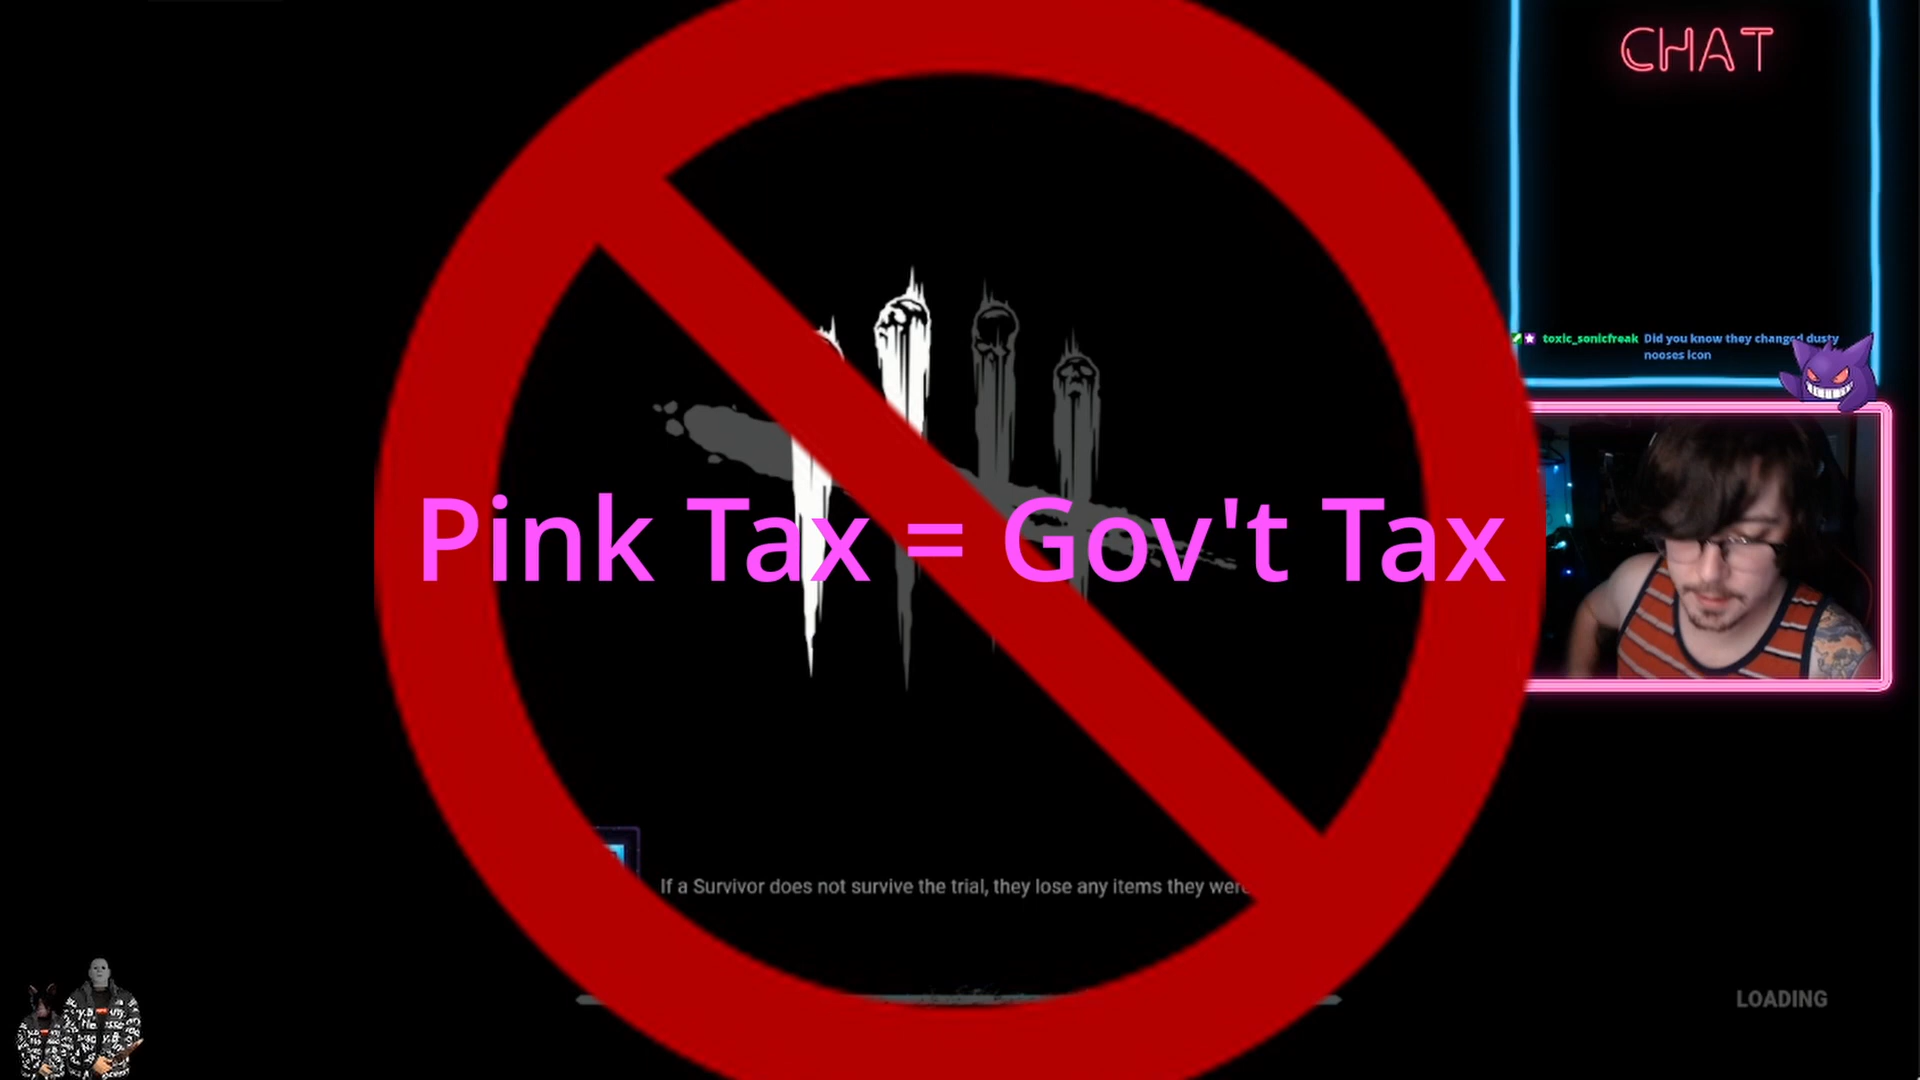 CHAT
toxic_sonicfreak Did you know they changed dusty
nooses icon
Pink Tax = Gov't Tax
If a Survivor does not survive the trial, they lose any items they were
LOADING